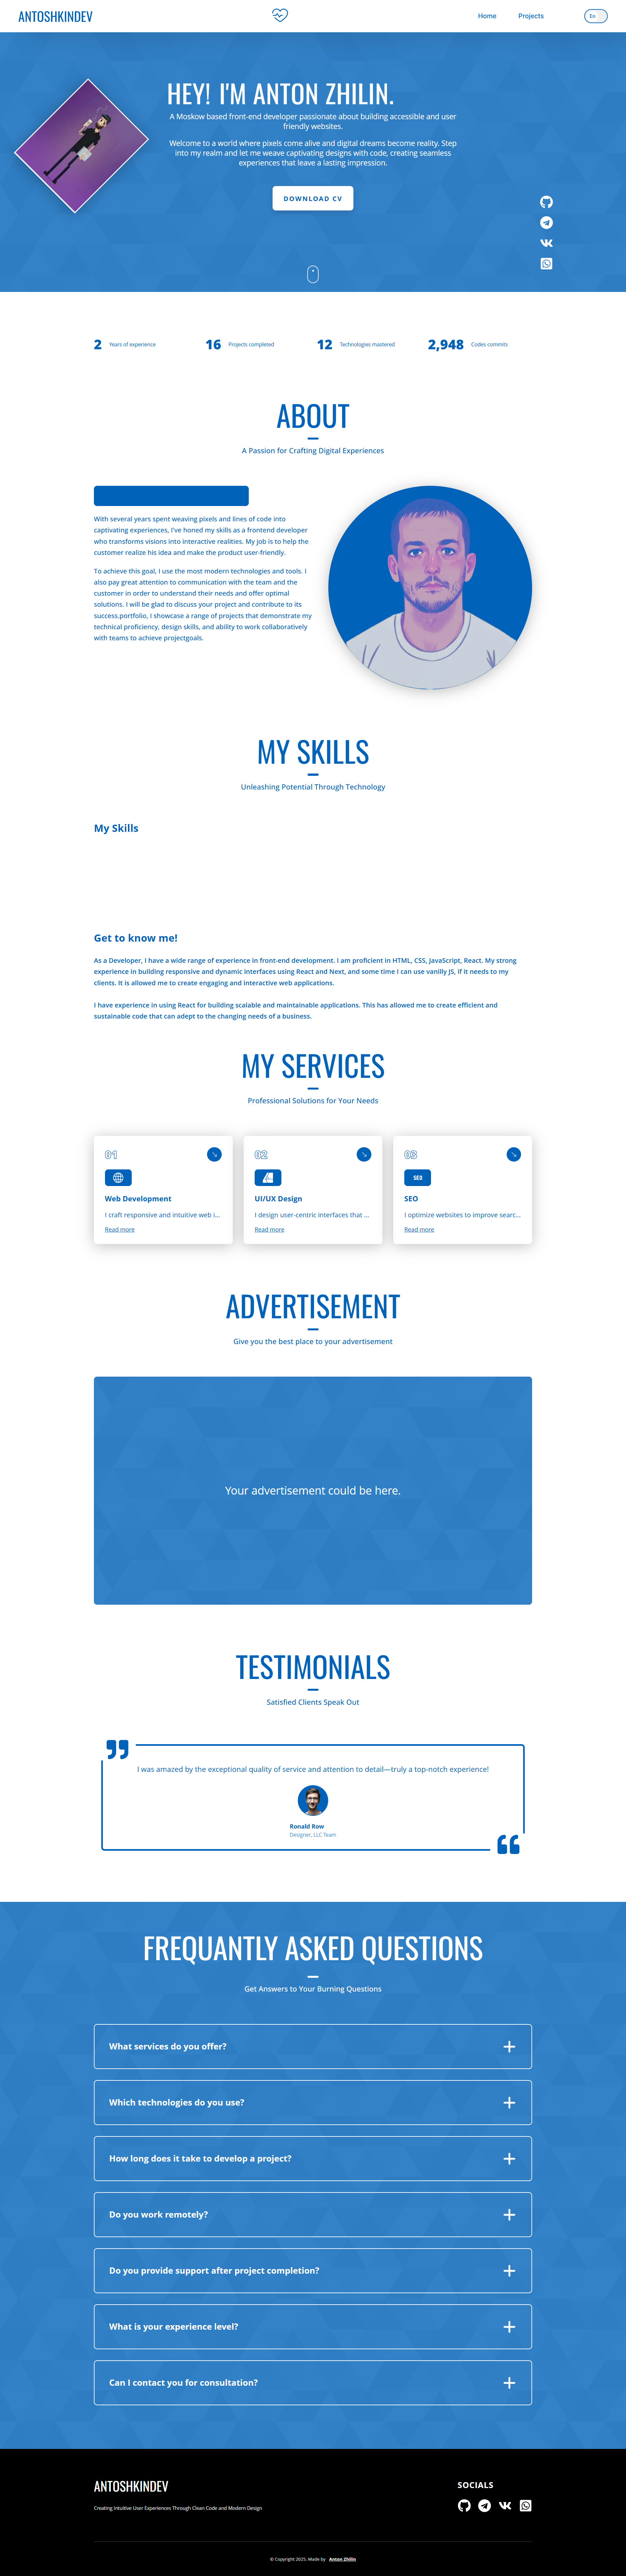 ANTOSHKINDEV
Home
Projects
En
HEY! I'M ANTON ZHILIN.
A Moskow based front-end developer passionate about building accessible and user
friendly websites.
Welcome to a world where pixels come alive and digital dreams become reality. Step
into my realm and let me weave captivating designs with code, creating seamless
experiences that leave a lasting impression.
DOWNLOAD CV
2 Years of experience
16 Projects completed
12 Technologies mastered
2,948 Codes commits
ABOUT
A Passion for Crafting Digital Experiences
With several years spent weaving pixels and lines of code into
captivating experiences, I've honed my skills as a frontend developer
who transforms visions into interactive realities. My job is to help the
customer realize his idea and make the product user-friendly.
To achieve this goal, I use the most modern technologies and tools. I
also pay great attention to communication with the team and the
customer in order to understand their needs and offer optimal
solutions. I will be glad to discuss your project and contribute to its
success.portfolio, I showcase a range of projects that demonstrate my
technical proficiency, design skills, and ability to work collaboratively
with teams to achieve projectgoals.
MY SKILLS
Unleashing Potential Through Technology
My Skills
Get to know me!
As a Developer, I have a wide range of experience in front-end development. I am proficient in HTML, CSS, JavaScript, React. My strong
experience in building responsive and dynamic interfaces using React and Next, and some time I can use vanilly JS, if it needs to my
clients. It is allowed me to create engaging and interactive web applications.
I have experience in using React for building scalable and maintainable applications. This has allowed me to create efficient and
sustainable code that can adept to the changing needs of a business.
MY SERVICES
Professional Solutions for Your Needs
01
Web Development
I craft responsive and intuitive web i...
Read more
02
UI/UX Design
I design user-centric interfaces that ...
Read more
03
SEO
SEO
I optimize websites to improve searc...
Read more
ADVERTISEMENT
Give you the best place to your advertisement
Your advertisement could be here.
TESTIMONIALS
Satisfied Clients Speak Out
I was amazed by the exceptional quality of service and attention to detail—truly a top-notch experience!
Ronald Row
Designer, LLC Team
FREQUANTLY ASKED QUESTIONS
Get Answers to Your Burning Questions
What services do you offer?
Which technologies do you use?
How long does it take to develop a project?
Do you work remotely?
Do you provide support after project completion?
What is your experience level?
Can I contact you for consultation?
ANTOSHKINDEV
Creating Intuitive User Experiences Through Clean Code and Modern Design
SOCIALS
© Copyright 2025. Made by Anton Zhilin